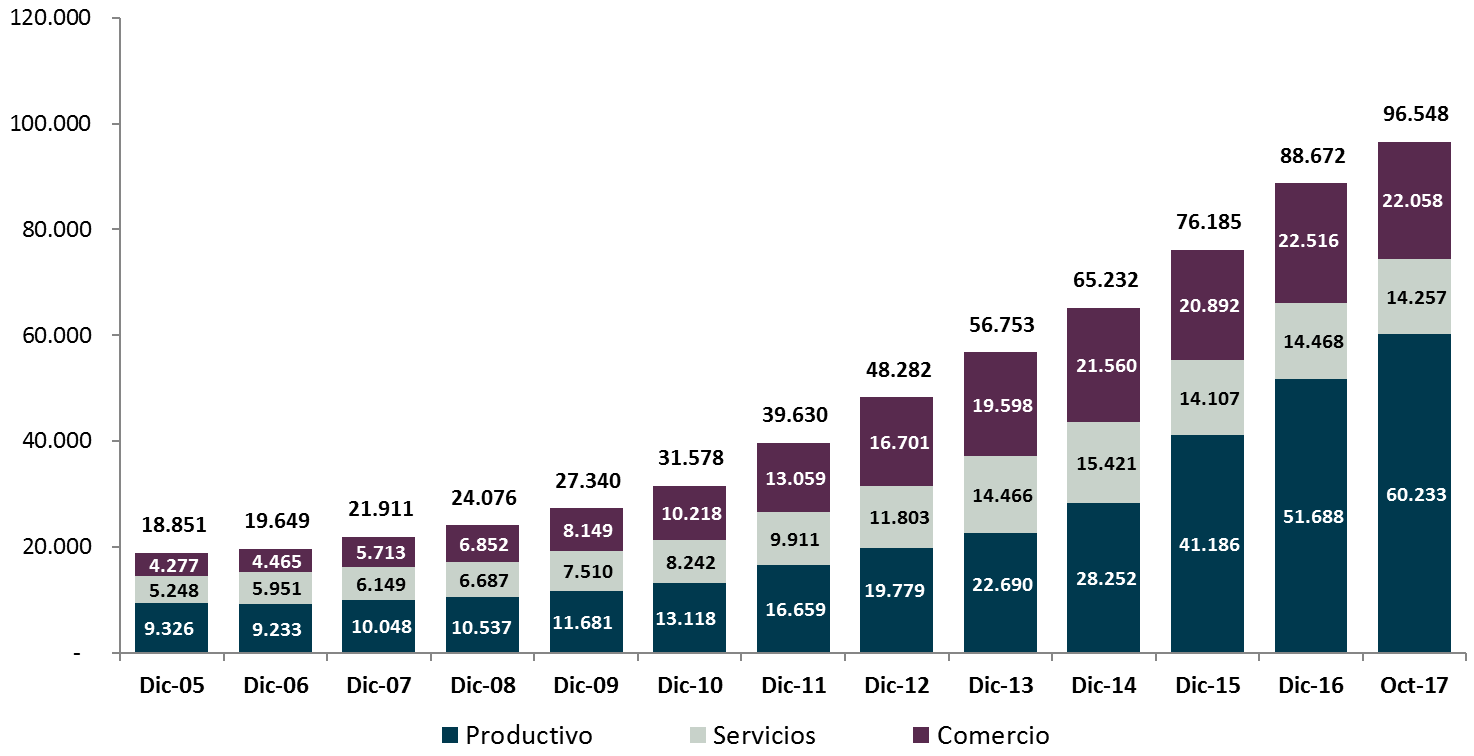 120.000
100.000
80.000
60.000
40.000
20.000
-
18.851 19.649 21.911 24.076 27.340 31.578 39.630 48.282 56.753 65.232 76.185 88.672 96.548
4.277 4.465 5.713 6.852 8.149 10.218 13.059 16.701 19.598 21.560 20.892 22.516 22.058
5.248 5.951 6.149 6.687 7.510 8.242 9.911 11.803 14.466 15.421 14.107 14.468 14.257
9.326 9.233 10.048 10.537 11.681 13.118 16.659 19.779 22.690 28.252 41.186 51.688 60.233
Dic-05 Dic-06 Dic-07 Dic-08 Dic-09 Dic-10 Dic-11 Dic-12 Dic-13 Dic-14 Dic-15 Dic-16 Oct-17
Productivo Servicios Comercio